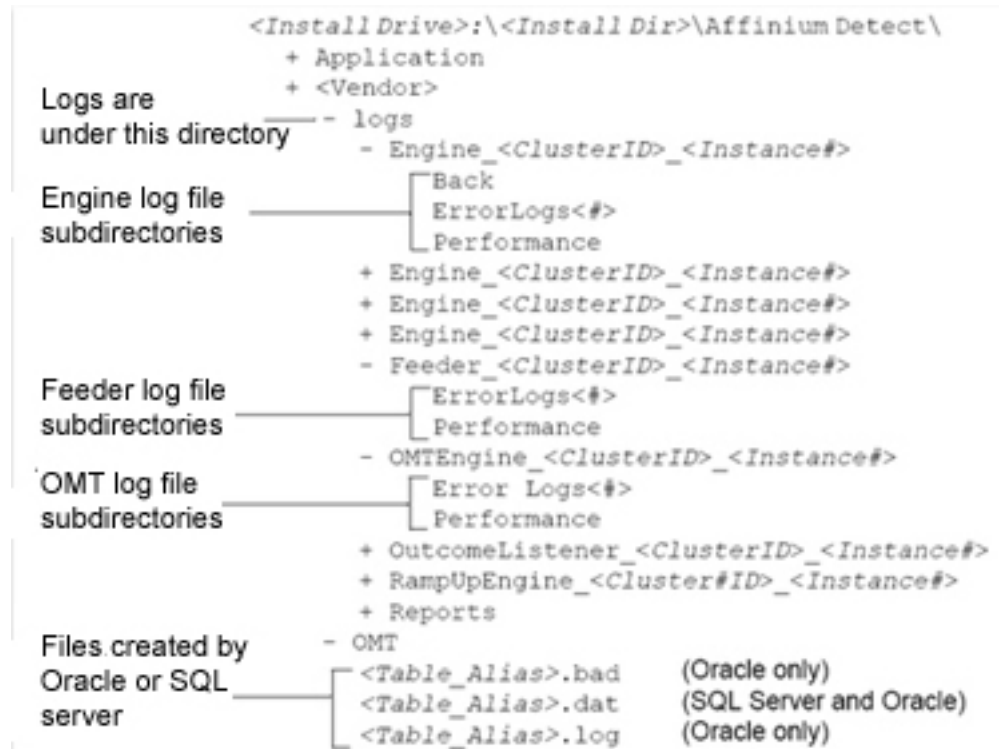 <Install Drive>:\<Install Dir>\Affinium Detect\
+ Application
+ <Vendor>
Logs are
under this directory
- logs
- Engine_<ClusterID>_<Instance#>
Engine log file
subdirectories
Back
ErrorLogs<#>
Performance
+ Engine_<ClusterID>_<Instance#>
+ Engine_<ClusterID>_<Instance#>
+ Engine_<ClusterID>_<Instance#>
- Feeder_<ClusterID>_<Instance#>
Feeder log file
subdirectories
ErrorLogs<#>
Performance
- OMTEngine_<ClusterID>_<Instance#>
OMT log file
subdirectories
Error Logs<#>
Performance
+ OutcomeListener_<ClusterID>_<Instance#>
+ RampUpEngine_<Cluster#ID>_<Instance#>
+ Reports
- OMT
Files created by
Oracle or SQL
server
<Table_Alias>.bad (Oracle only)
<Table_Alias>.dat (SQL Server and Oracle)
<Table_Alias>.log (Oracle only)